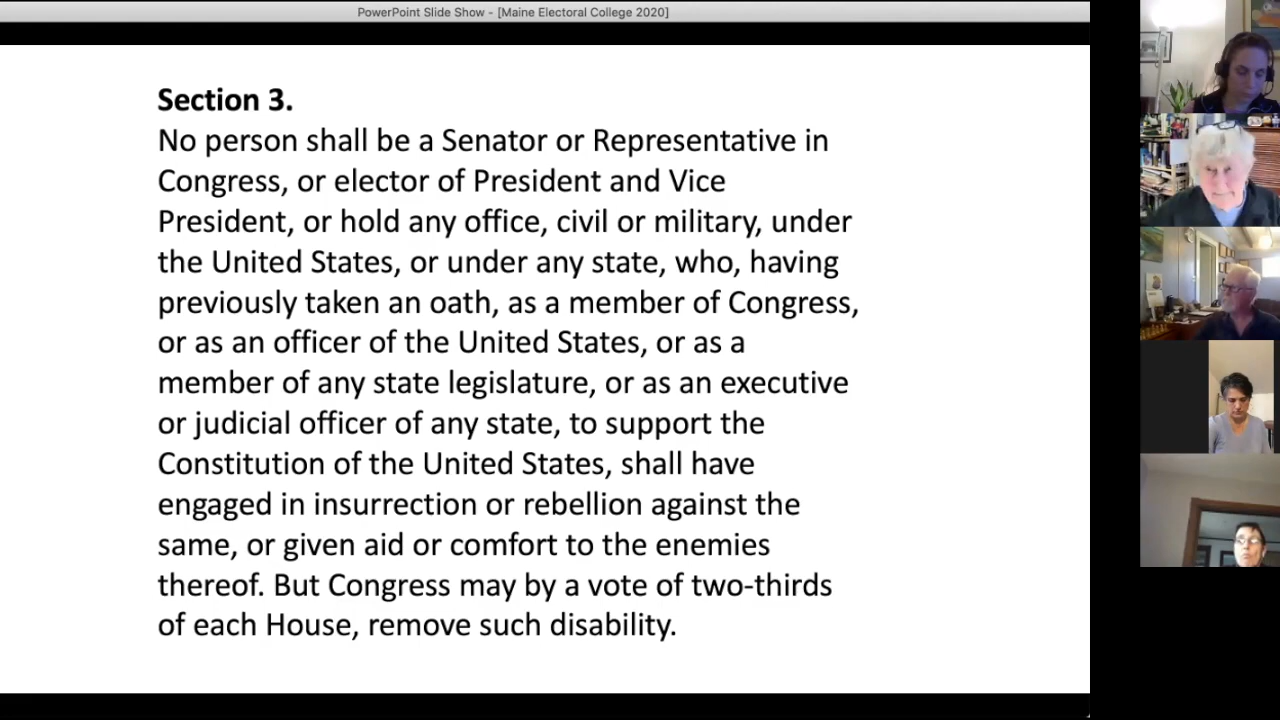 PowerPoint Slide Show - [Maine Electoral College 2020]
Section 3.
No person shall be a Senator or Representative in
Congress, or elector of President and Vice
President, or hold any office, civil or military, under
the United States, or under any state, who, having
previously taken an oath, as a member of Congress,
or as an officer of the United States, or as a
member of any state legislature, or as an executive
or judicial officer of any state, to support the
Constitution of the United States, shall have
engaged in insurrection or rebellion against the
same, or given aid or comfort to the enemies
thereof. But Congress may by a vote of two-thirds
of each House, remove such disability.